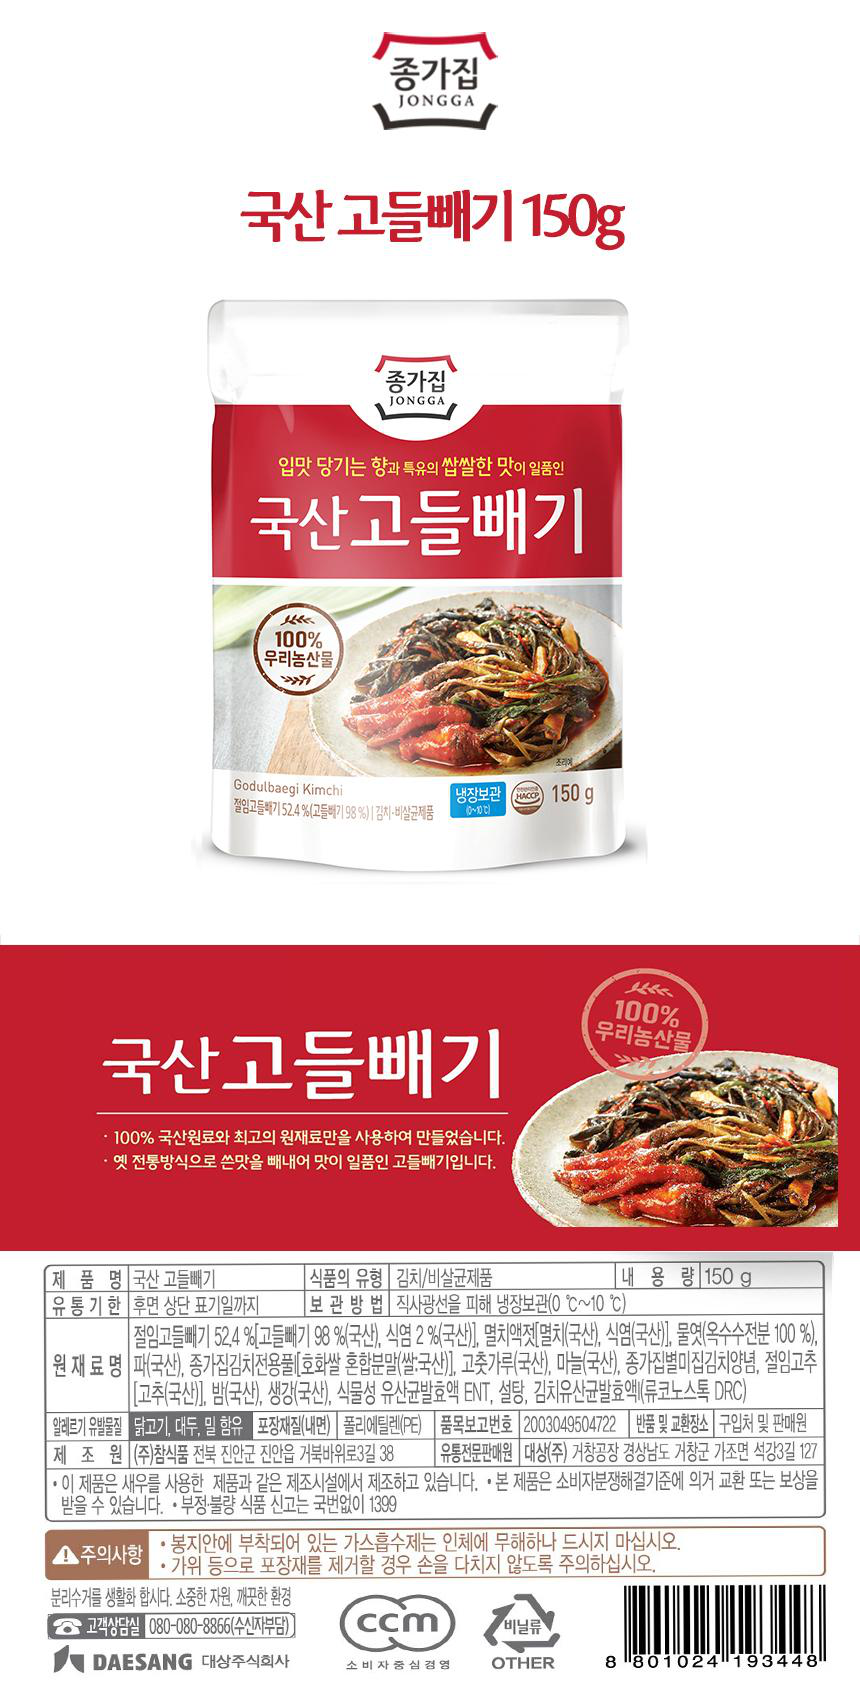 종가집
JONGGA
국산 고들빼기 150g
종가집
JONGGA
입맛 당기는 향과 특유의 쌉쌀한 맛이 일품인
국산고들빼기
100%
우리농산물
조리예
Godulbaegi Kimchi
절임고들빼기 52.4 %(고들빼기 98 %) | 김치·비살균제품
냉장보관
(0~10℃)
HACCP
150 g
100%
우리농산물
국산고들빼기
· 100% 국산원료와 최고의 원재료만을 사용하여 만들었습니다.
· 옛 전통방식으로 쓴맛을 빼내어 맛이 일품인 고들빼기입니다.
제 품 명 국산 고들빼기 식품의 유형 김치/비살균제품 내 용 량 150 g
유통기한 후면 상단 표기일까지 보 관 방 법 직사광선을 피해 냉장보관(0 ℃~10 ℃)
원재료명 절임고들빼기 52.4 %[고들빼기 98 %(국산), 식염 2 %(국산)], 멸치액젓[멸치(국산), 식염(국산)], 물엿(옥수수전분 100 %),
파(국산), 종가집김치전용풀[호화쌀 혼합분말(쌀:국산)], 고춧가루(국산), 마늘(국산), 종가집별미집김치양념, 절임고추
[고추(국산)], 밤(국산), 생강(국산), 식물성 유산균발효액 ENT, 설탕, 김치유산균발효액(류코노스톡 DRC)
알레르기 유발물질 닭고기, 대두, 밀 함유 포장재질(내면) 폴리에틸렌(PE) 품목보고번호 2003049504722 반품 및 교환장소 구입처 및 판매원
제 조 원 (주)참식품 전북 진안군 진안읍 거북바위로3길 38 유통전문판매원 대상(주) 거창공장 경상남도 거창군 가조면 석강3길 127
• 이 제품은 새우를 사용한 제품과 같은 제조시설에서 제조하고 있습니다. • 본 제품은 소비자분쟁해결기준에 의거 교환 또는 보상을
받을 수 있습니다. • 부정·불량 식품 신고는 국번없이 1399
주의사항 • 봉지안에 부착되어 있는 가스흡수제는 인체에 무해하나 드시지 마십시오.
• 가위 등으로 포장재를 제거할 경우 손을 다치지 않도록 주의하십시오.
분리수거를 생활화 합시다. 소중한 자원, 깨끗한 환경
고객상담실 080-080-8866(수신자부담)
DAESANG 대상주식회사
ccm
소비자중심경영
비닐류
OTHER
8 801024 193448